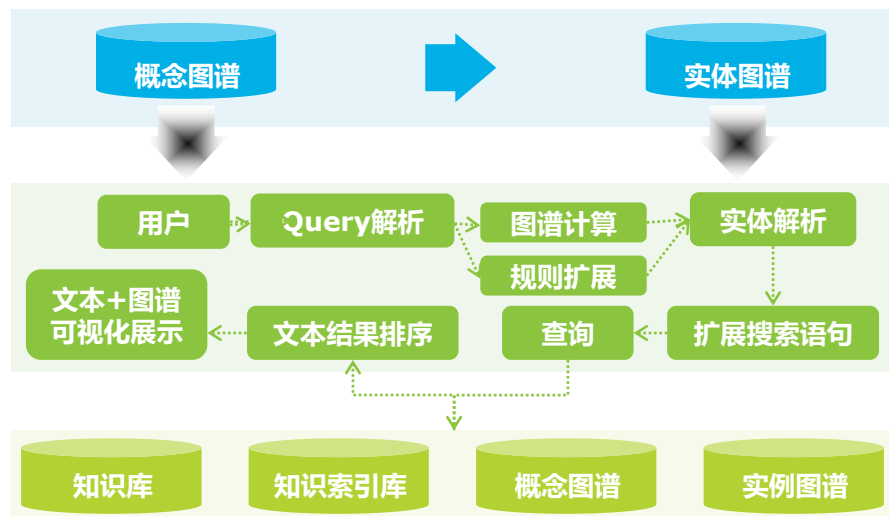 概念图谱
实体图谱
用户
Query解析
图谱计算
实体解析
规则扩展
文本+图谱
可视化展示
文本结果排序
查询
扩展搜索语句
知识库
知识索引库
概念图谱
实例图谱